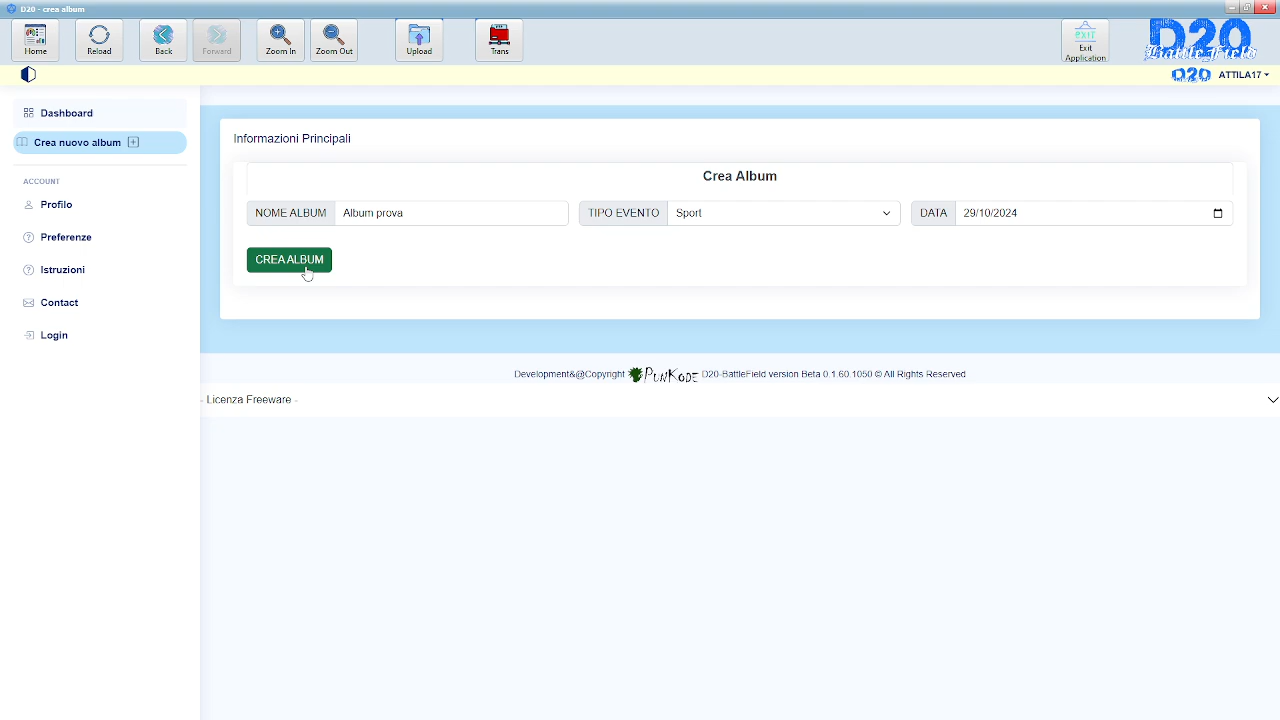 D20 - crea album
Home
Reload
Back
Forward
Zoom In
Zoom Out
Upload
Trans
EXIT
Exit
Application
D20
BattleField
D20 ATTILA17
Dashboard
Crea nuovo album
ACCOUNT
Profilo
Preferenze
Istruzioni
Contact
Login
Informazioni Principali
Crea Album
NOME ALBUM Album prova
TIPO EVENTO Sport
DATA 29/10/2024
CREA ALBUM
Development&@Copyright PunKode D20-BattleField version Beta 0.1.60.1050 © All Rights Reserved
- Licenza Freeware -